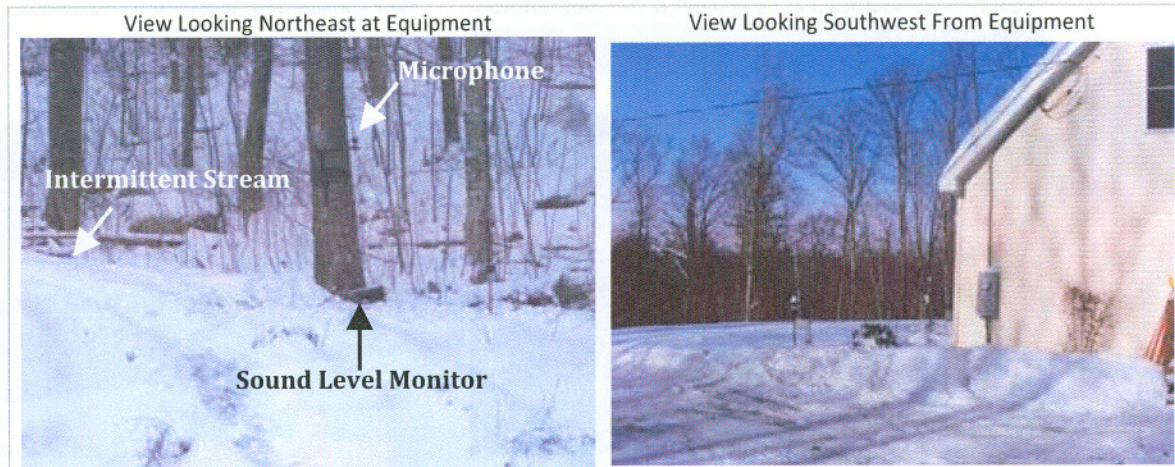 View Looking Northeast at Equipment
View Looking Southwest From Equipment
Microphone
Intermittent Stream
Sound Level Monitor